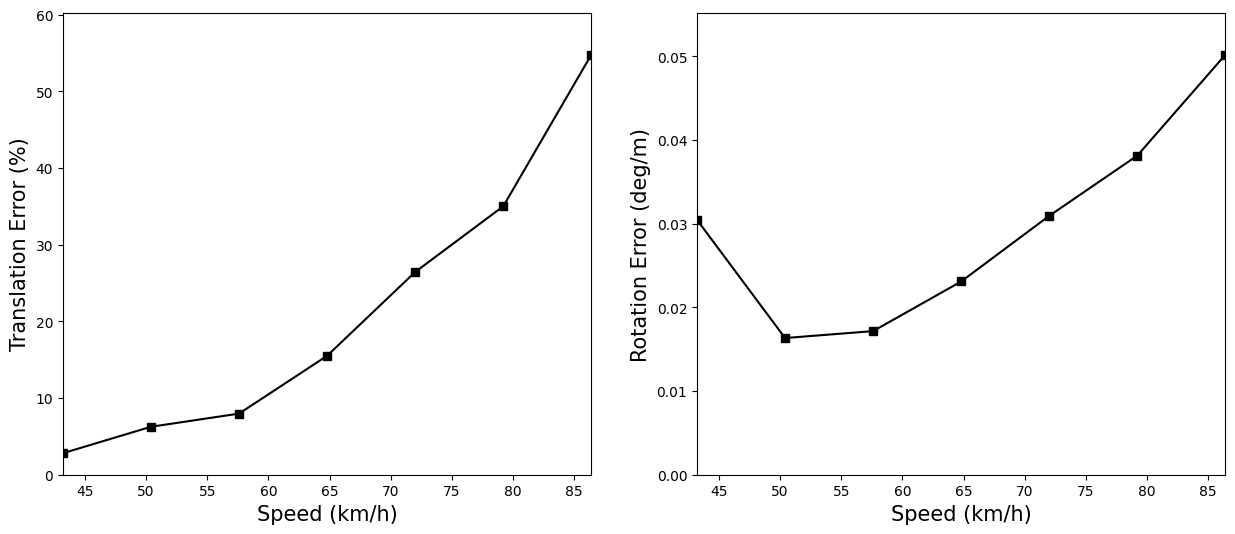 Translation Error (%)
60
50
40
30
20
10
0
45 50 55 60 65 70 75 80 85
Speed (km/h)
Rotation Error (deg/m)
0.05
0.04
0.03
0.02
0.01
0.00
45 50 55 60 65 70 75 80 85
Speed (km/h)